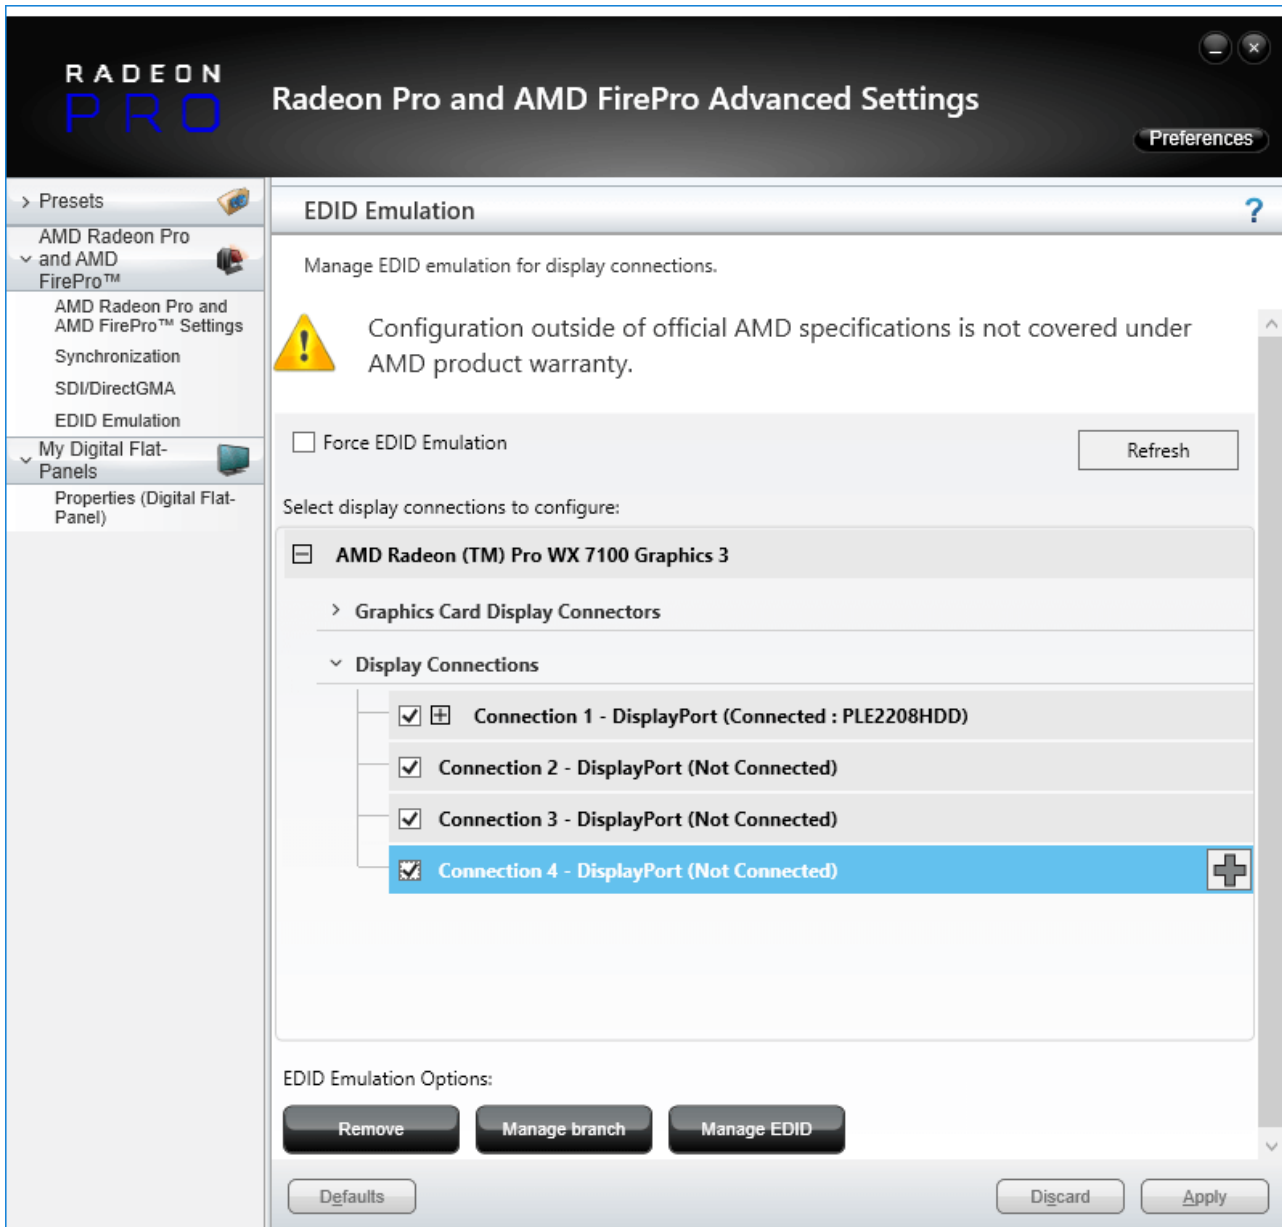 RADEON
PRO
Radeon Pro and AMD FirePro Advanced Settings
Preferences
Presets
AMD Radeon Pro
and AMD
FirePro™
AMD Radeon Pro and
AMD FirePro™ Settings
Synchronization
SDI/DirectGMA
EDID Emulation
My Digital Flat-
Panels
Properties (Digital Flat-
Panel)
EDID Emulation
?
Manage EDID emulation for display connections.
Configuration outside of official AMD specifications is not covered under
AMD product warranty.
Force EDID Emulation
Refresh
Select display connections to configure:
AMD Radeon (TM) Pro WX 7100 Graphics 3
Graphics Card Display Connectors
Display Connections
Connection 1 - DisplayPort (Connected : PLE2208HDD)
Connection 2 - DisplayPort (Not Connected)
Connection 3 - DisplayPort (Not Connected)
Connection 4 - DisplayPort (Not Connected)
EDID Emulation Options:
Remove
Manage branch
Manage EDID
Defaults
Discard
Apply